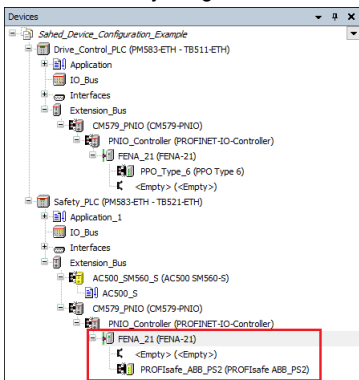 Devices
Sahed_Device_Configuration_Example
Drive_Control_PLC (PM583-ETH - TB511-ETH)
Application
IO_Bus
Interfaces
Extension_Bus
CM579_PNIO (CM579-PNIO)
PNIO_Controller (PROFINET-IO-Controller)
FENA_21 (FENA-21)
PPO_Type_6 (PPO Type 6)
<Empty> (<Empty>)
Safety_PLC (PM583-ETH - TB521-ETH)
Application_1
IO_Bus
Interfaces
Extension_Bus
AC500_SM560_S (AC500 SM560-S)
AC500_S
CM579_PNIO (CM579-PNIO)
PNIO_Controller (PROFINET-IO-Controller)
FENA_21 (FENA-21)
<Empty> (<Empty>)
PROFIsafe_ABB_PS2 (PROFIsafe ABB_PS2)